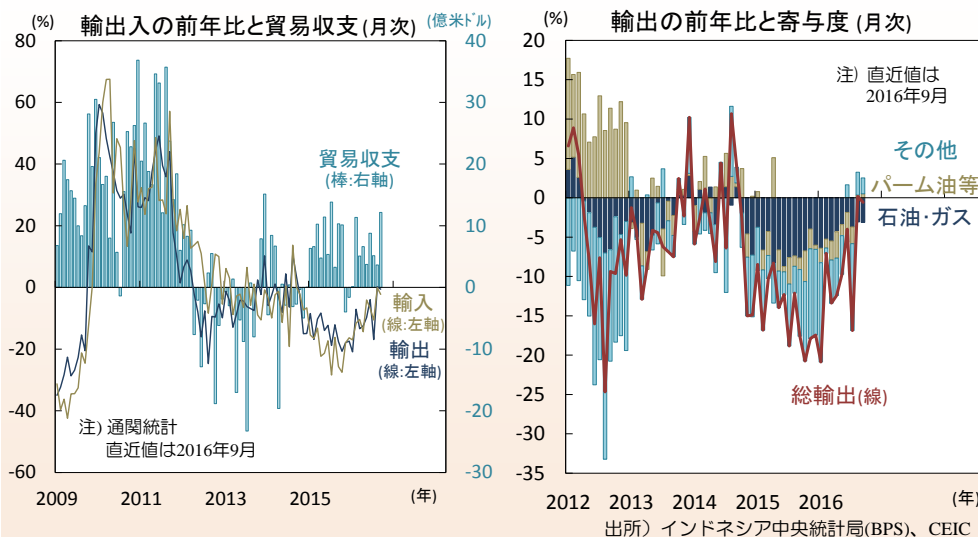 輸出入の前年比と貿易収支(月次)
(%)
(億米ドル)
80
60
40
20
0
-20
-40
-60
40
30
20
10
0
-10
-20
-30
貿易収支
(棒:右軸)
輸入
(線:左軸)
輸出
(線:左軸)
注) 通関統計
直近値は2016年9月
2009 2011 2013 2015
(年)
輸出の前年比と寄与度 (月次)
(%)
20
15
10
5
0
-5
-10
-15
-20
-25
-30
-35
注) 直近値は
2016年9月
その他
パーム油等
石油・ガス
総輸出(線)
2012 2013 2014 2015 2016
(年)
出所）インドネシア中央統計局(BPS)、CEIC